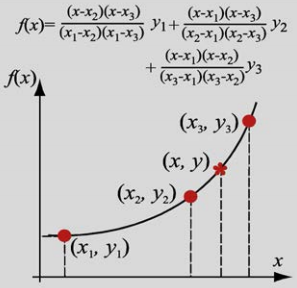 f(x)= (x-x₂)(x-x₃)/(x₁-x₂)(x₁-x₃) y₁ + (x-x₁)(x-x₃)/(x₂-x₁)(x₂-x₃) y₂
+ (x-x₁)(x-x₂)/(x₃-x₁)(x₃-x₂) y₃
f(x)
(x₃, y₃)
(x, y)
(x₂, y₂)
(x₁, y₁)
x